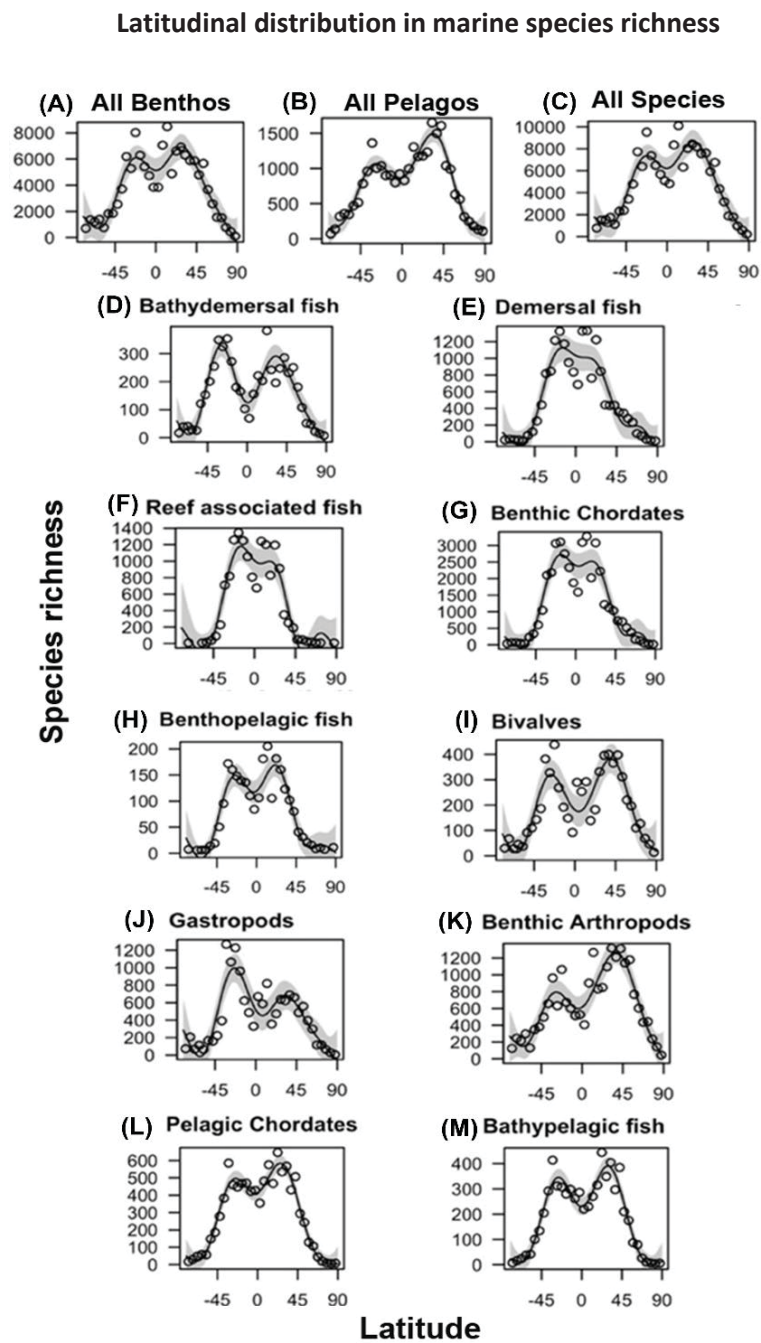 Latitudinal distribution in marine species richness
(A) All Benthos
(B) All Pelagos
(C) All Species
8000
6000
4000
2000
0
-45 0 45 90
1500
1000
500
0
-45 0 45 90
10000
8000
6000
4000
2000
0
-45 0 45 90
(D) Bathydemersal fish
(E) Demersal fish
300
200
100
0
-45 0 45 90
1200
1000
800
600
400
200
0
-45 0 45 90
(F) Reef associated fish
(G) Benthic Chordates
1400
1200
1000
800
600
400
200
0
-45 0 45 90
3000
2500
2000
1500
1000
500
0
-45 0 45 90
Species richness
(H) Benthopelagic fish
(I) Bivalves
200
150
100
50
0
-45 0 45 90
400
300
200
100
0
-45 0 45 90
(J) Gastropods
(K) Benthic Arthropods
1200
1000
800
600
400
200
0
-45 0 45 90
1200
1000
800
600
400
200
0
-45 0 45 90
(L) Pelagic Chordates
(M) Bathypelagic fish
600
500
400
300
200
100
0
-45 0 45 90
400
300
200
100
0
-45 0 45 90
Latitude